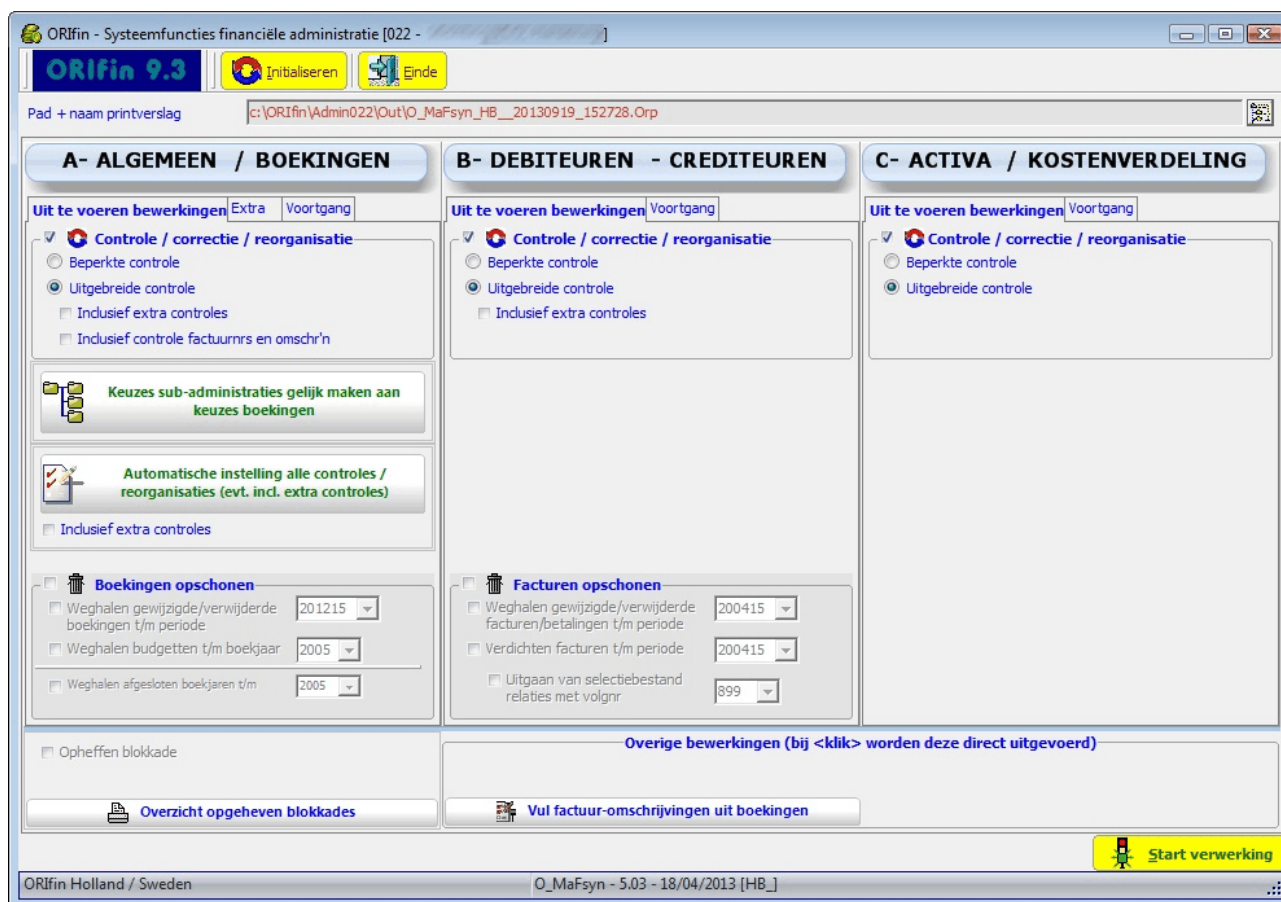 ORIfin - Systeemfuncties financiële administratie [022 - ]
ORIfin 9.3 Initialiseren Einde
Pad + naam printverslag c:\ORIfin\Admin022\Out\O_MaFsyn_HB__20130919_152728.Orp
A- ALGEMEEN / BOEKINGEN
Uit te voeren bewerkingen Extra Voortgang
Controle / correctie / reorganisatie
Beperkte controle
Uitgebreide controle
Inclusief extra controles
Inclusief controle factuurnrs en omschr'n
Keuzes sub-administraties gelijk maken aan
keuzes boekingen
Automatische instelling alle controles /
reorganisaties (evt. incl. extra controles)
Inclusief extra controles
Boekingen opschonen
Weghalen gewijzigde/verwijderde
boekingen t/m periode 201215
Weghalen budgetten t/m boekjaar 2005
Weghalen afgesloten boekjaren t/m 2005
Opheffen blokkade
Overzicht opgeheven blokkades
B- DEBITEUREN - CREDITEUREN
Uit te voeren bewerkingen Voortgang
Controle / correctie / reorganisatie
Beperkte controle
Uitgebreide controle
Inclusief extra controles
Facturen opschonen
Weghalen gewijzigde/verwijderde
facturen/betalingen t/m periode 200415
Verdichten facturen t/m periode 200415
Uitgaan van selectiebestand
relaties met volgnr 899
C- ACTIVA / KOSTENVERDELING
Uit te voeren bewerkingen Voortgang
Controle / correctie / reorganisatie
Beperkte controle
Uitgebreide controle
Overige bewerkingen (bij <klik> worden deze direct uitgevoerd)
Vul factuur-omschrijvingen uit boekingen
Start verwerking
ORIfin Holland / Sweden O_MaFsyn - 5.03 - 18/04/2013 [HB_]